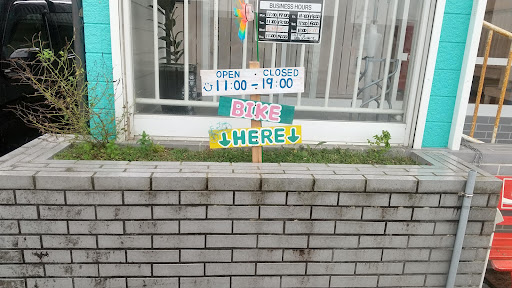 BUSINESS HOURS
OPEN · CLOSED
11:00 - 19:00
BIKE
↓HERE↓